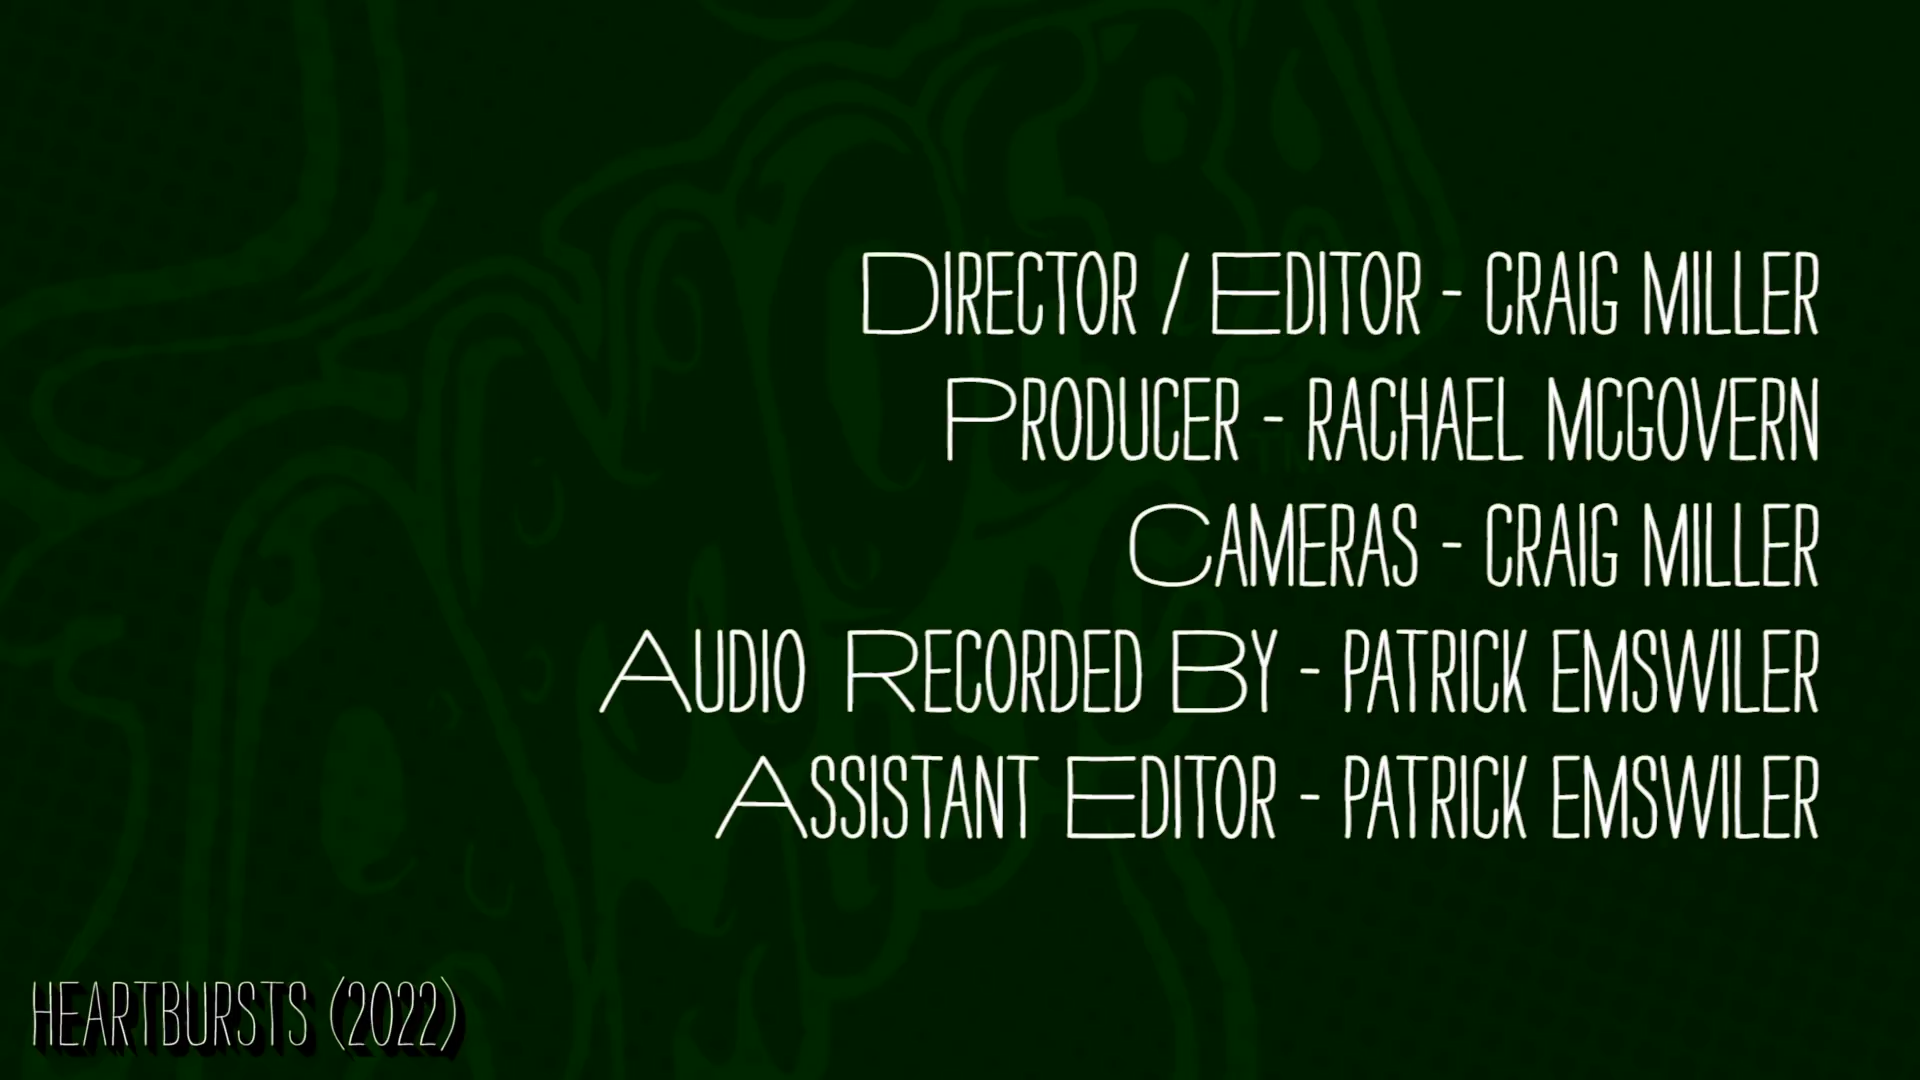 Director / Editor - Craig Miller
Producer - Rachael McGovern
Cameras - Craig Miller
Audio Recorded By - Patrick Emswiler
Assistant Editor - Patrick Emswiler
HEARTBURSTS (2022)